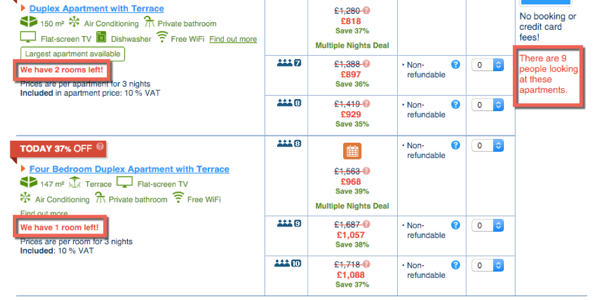 Duplex Apartment with Terrace
£1,280
£818
Save 37%
Multiple Nights Deal
150 m² Air Conditioning Private bathroom
Flat-screen TV Dishwasher Free WiFi Find out more
Largest apartment available
We have 2 rooms left!
Prices are per apartment for 3 nights
Included in apartment price: 10 % VAT
7
£1,388
£897
Save 36%
• Non-refundable
0
8
£1,419
£929
Save 35%
• Non-refundable
0
No booking or
credit card
fees!
There are 9
people looking
at these
apartments.
TODAY 37% OFF
Four Bedroom Duplex Apartment with Terrace
147 m² Terrace Flat-screen TV
Air Conditioning Private bathroom Free WiFi
Find out more
We have 1 room left!
Prices are per room for 3 nights
Included: 10 % VAT
8
£1,563
£968
Save 39%
Multiple Nights Deal
• Non-refundable
0
9
£1,687
£1,057
Save 38%
• Non-refundable
0
10
£1,718
£1,088
Save 37%
• Non-refundable
0